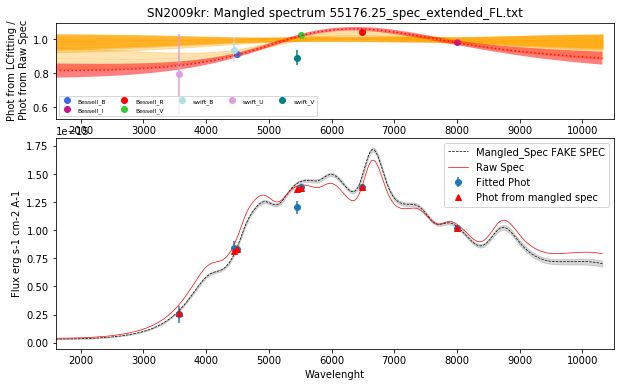 SN2009kr: Mangled spectrum 55176.25_spec_extended_FL.txt
Phot from LCfitting /
Phot from Raw Spec
1.0
0.8
0.6
Bessell_B
Bessell_I
Bessell_R
Bessell_V
swift_B
swift_U
swift_V
2000 3000 4000 5000 6000 7000 8000 9000 10000
Flux erg s-1 cm-2 A-1
1.75
1.50
1.25
1.00
0.75
0.50
0.25
0.00
Mangled_Spec FAKE SPEC
Raw Spec
Fitted Phot
Phot from mangled spec
2000 3000 4000 5000 6000 7000 8000 9000 10000
Wavelenght